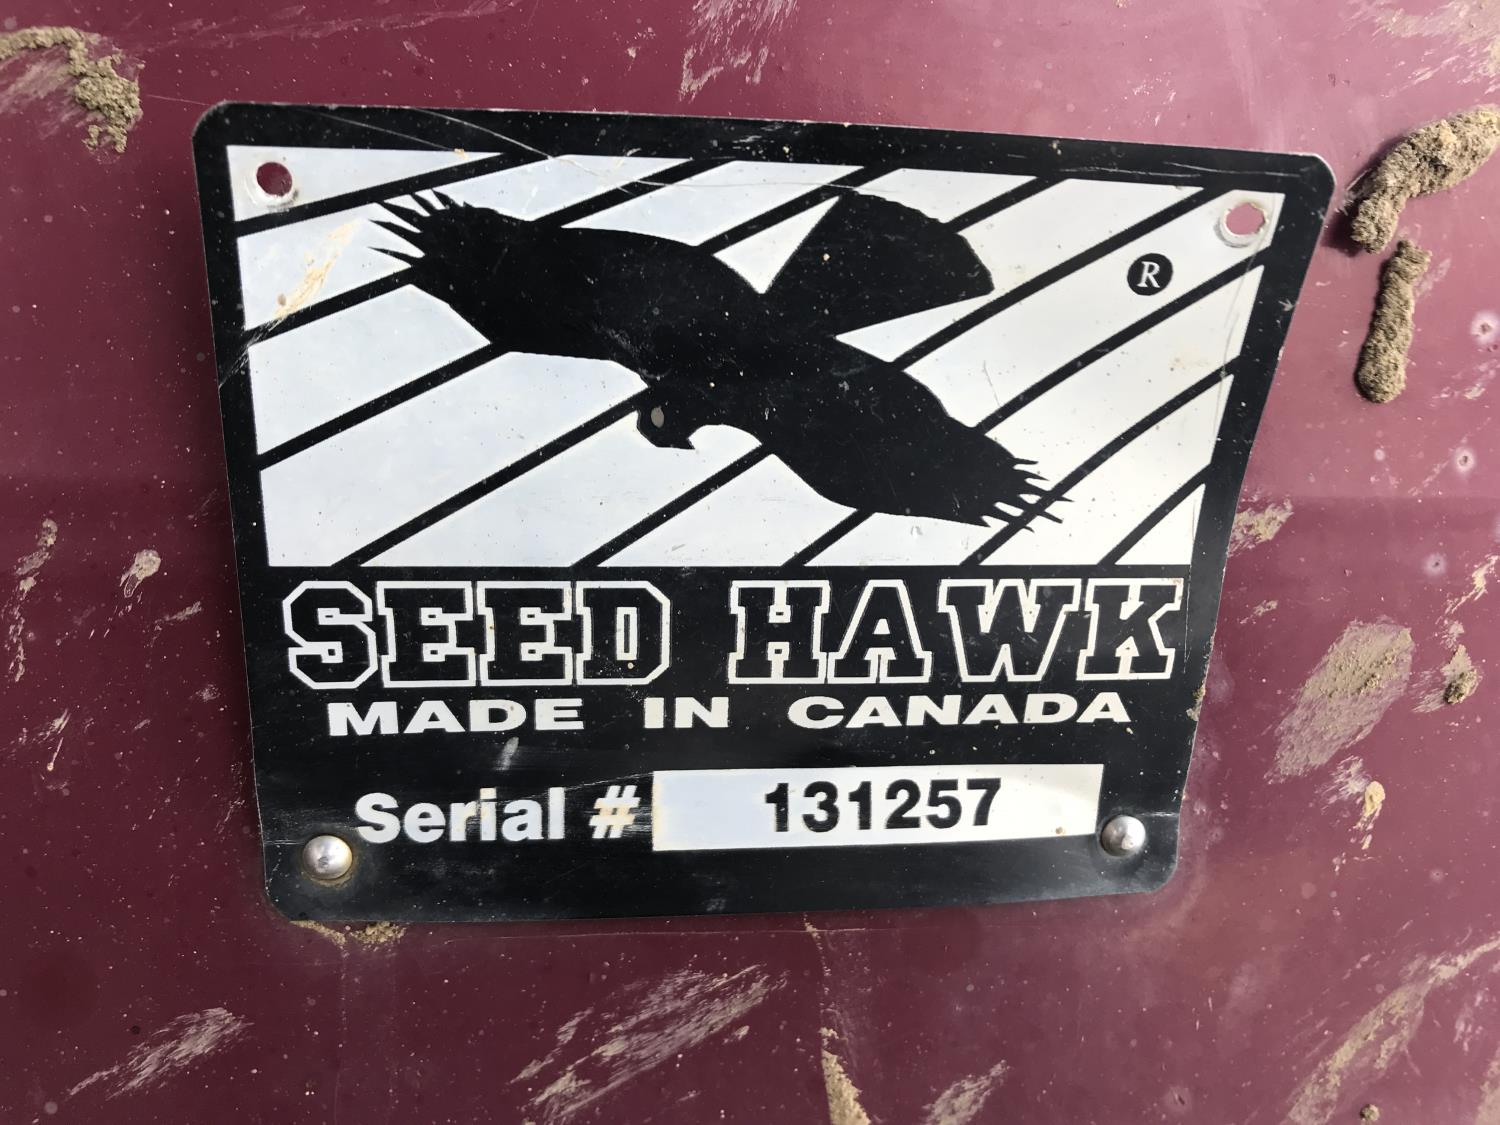 ®
SEED HAWK
MADE IN CANADA
Serial # 131257